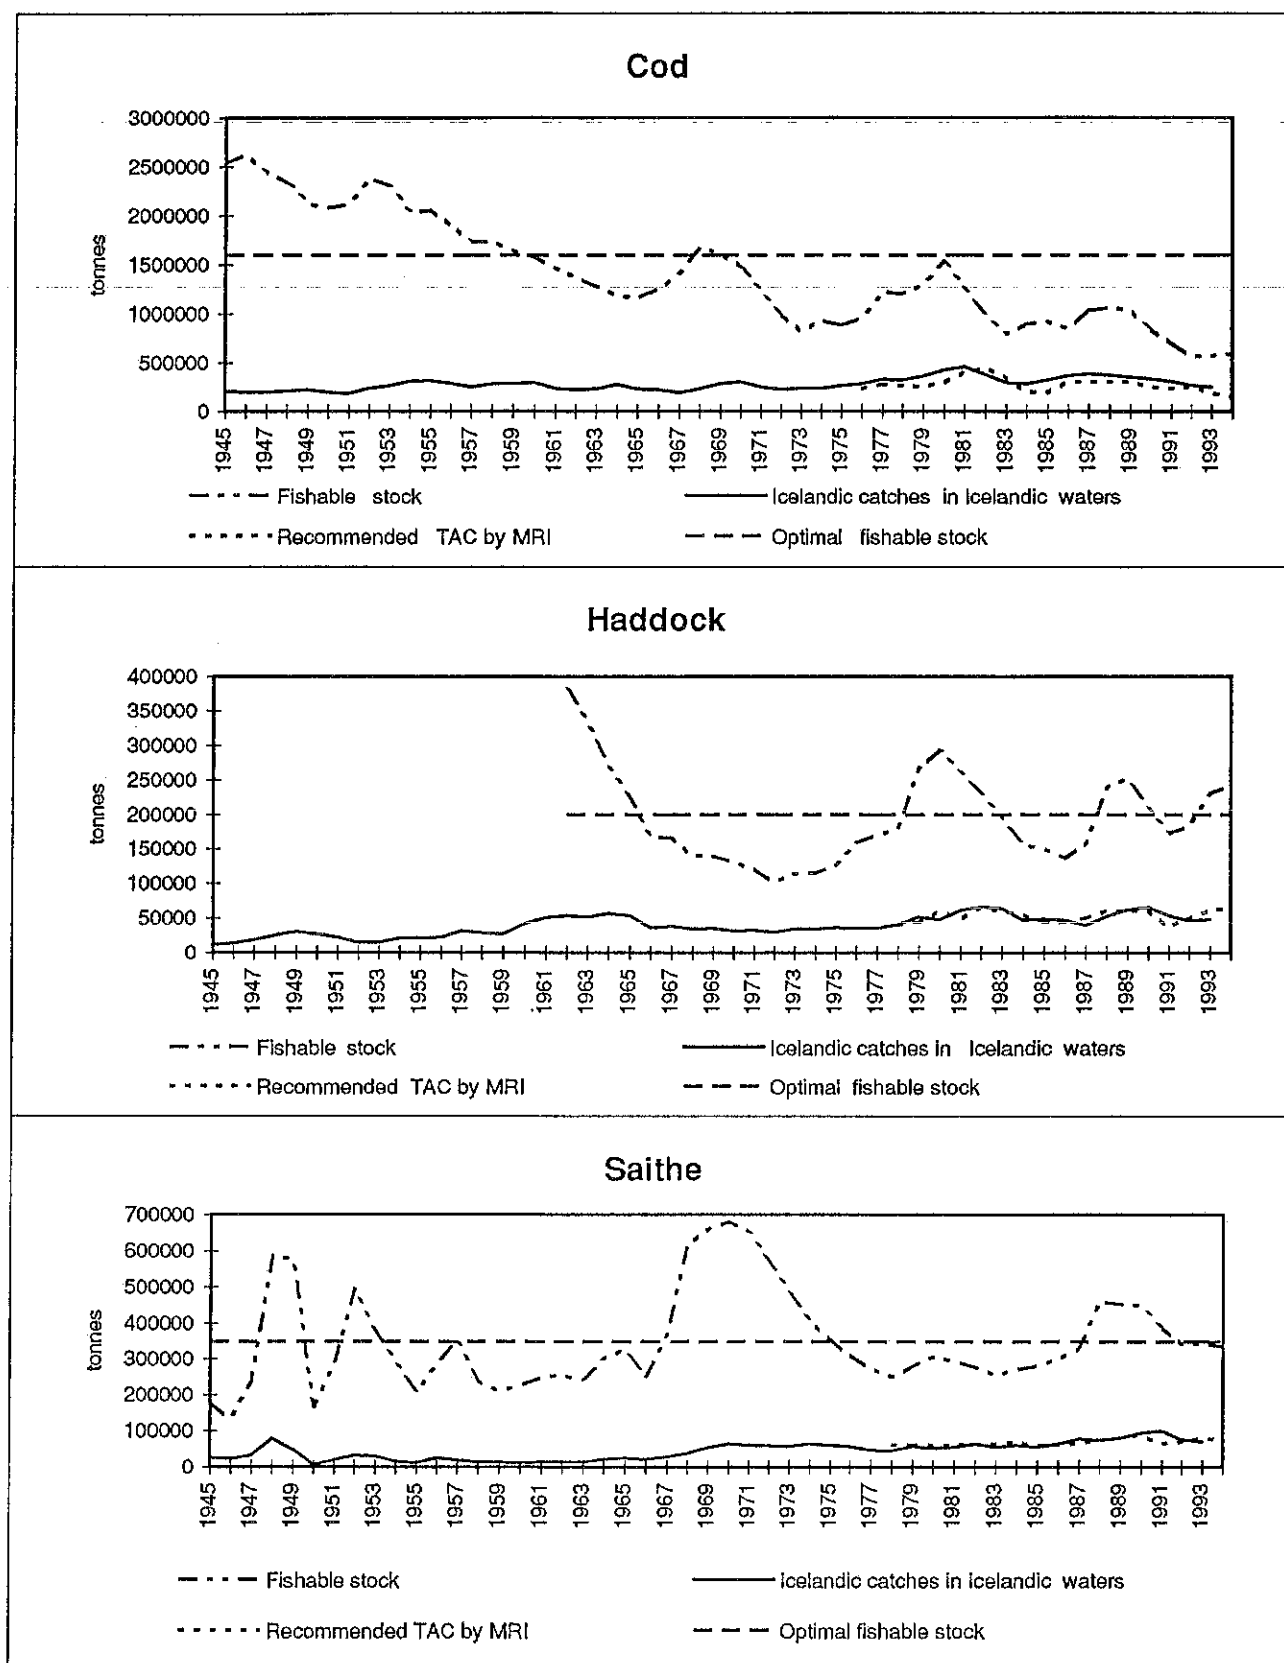 Cod
3000000
2500000
2000000
1500000
1000000
500000
0
tonnes
1945 1947 1949 1951 1953 1955 1957 1959 1961 1963 1965 1967 1969 1971 1973 1975 1977 1979 1981 1983 1985 1987 1989 1991 1993
Fishable stock Icelandic catches in Icelandic waters
Recommended TAC by MRI Optimal fishable stock
Haddock
400000
350000
300000
250000
200000
150000
100000
50000
0
tonnes
1945 1947 1949 1951 1953 1955 1957 1959 1961 1963 1965 1967 1969 1971 1973 1975 1977 1979 1981 1983 1985 1987 1989 1991 1993
Fishable stock Icelandic catches in Icelandic waters
Recommended TAC by MRI Optimal fishable stock
Saithe
700000
600000
500000
400000
300000
200000
100000
0
tonnes
1945 1947 1949 1951 1953 1955 1957 1959 1961 1963 1965 1967 1969 1971 1973 1975 1977 1979 1981 1983 1985 1987 1989 1991 1993
Fishable stock Icelandic catches in Icelandic waters
Recommended TAC by MRI Optimal fishable stock